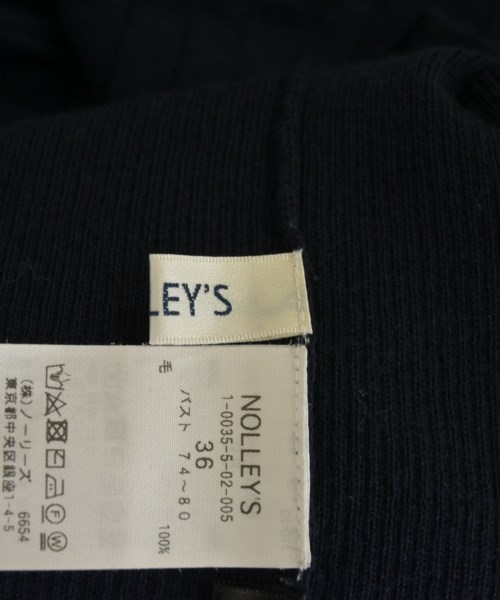 LEY'S
NOLLEY'S
1-0035-5-02-005
36
バスト 74~80
毛 100%
(株)ノーリーズ 6654
東京都中央区銀座1-4-5